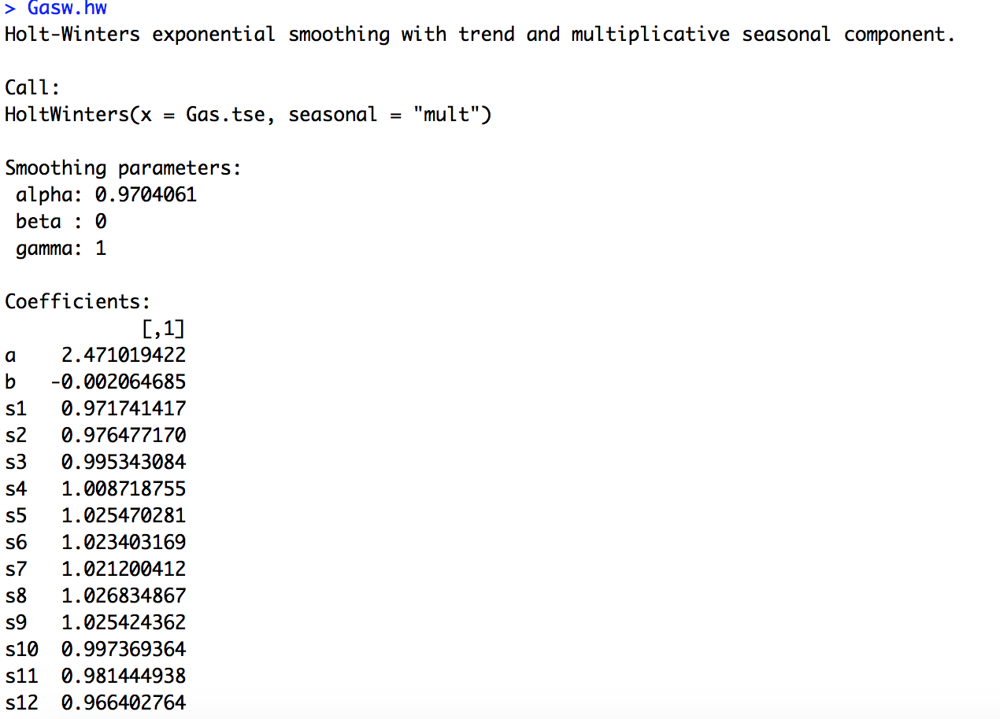 > Gasw.hw
Holt-Winters exponential smoothing with trend and multiplicative seasonal component.
Call:
HoltWinters(x = Gas.tse, seasonal = "mult")
Smoothing parameters:
alpha: 0.9704061
beta : 0
gamma: 1
Coefficients:
[,1]
a 2.471019422
b -0.002064685
s1 0.971741417
s2 0.976477170
s3 0.995343084
s4 1.008718755
s5 1.025470281
s6 1.023403169
s7 1.021200412
s8 1.026834867
s9 1.025424362
s10 0.997369364
s11 0.981444938
s12 0.966402764